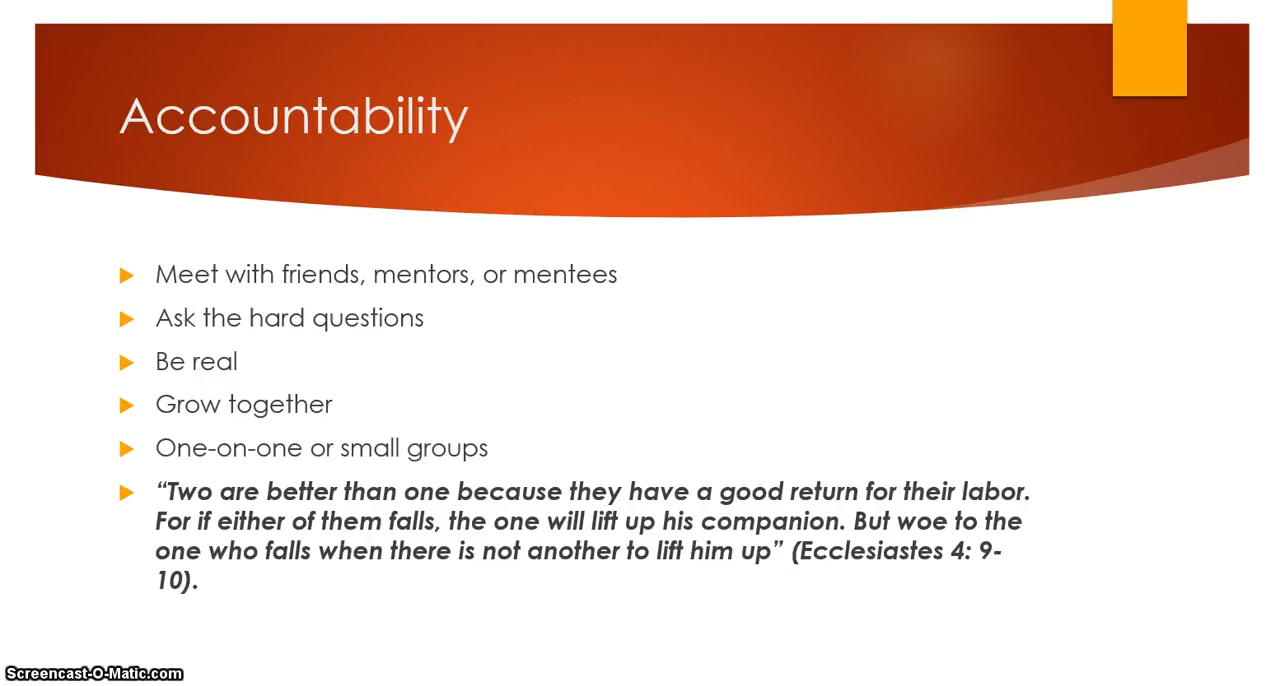 Accountability
Meet with friends, mentors, or mentees
Ask the hard questions
Be real
Grow together
One-on-one or small groups
“Two are better than one because they have a good return for their labor.
For if either of them falls, the one will lift up his companion. But woe to the
one who falls when there is not another to lift him up” (Ecclesiastes 4: 9-
10).
Screencast-O-Matic.com